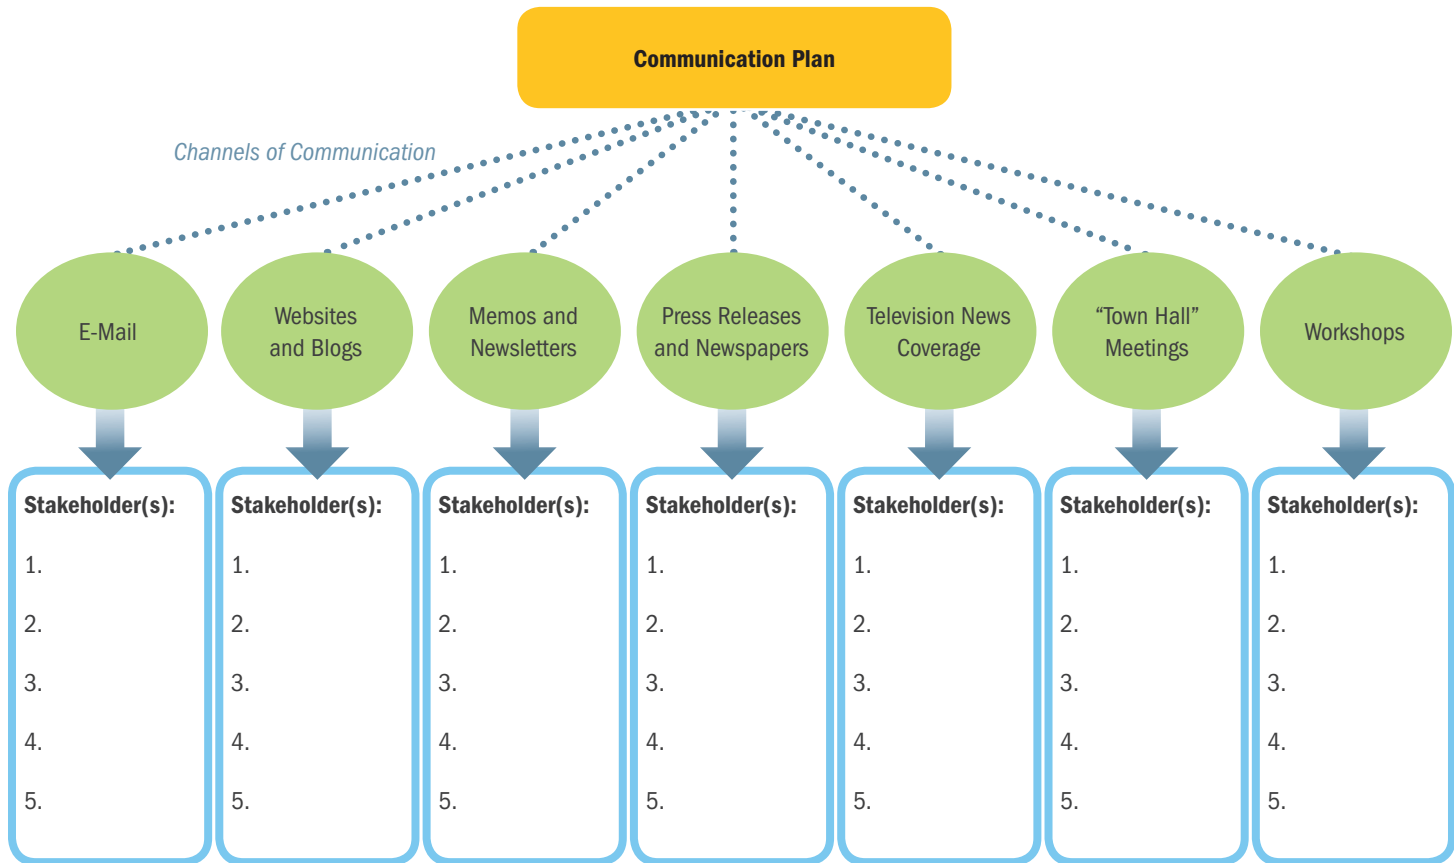 Communication Plan
Channels of Communication
E-Mail
Websites
and Blogs
Memos and
Newsletters
Press Releases
and Newspapers
Television News
Coverage
“Town Hall”
Meetings
Workshops
Stakeholder(s):
1.
2.
3.
4.
5.
Stakeholder(s):
1.
2.
3.
4.
5.
Stakeholder(s):
1.
2.
3.
4.
5.
Stakeholder(s):
1.
2.
3.
4.
5.
Stakeholder(s):
1.
2.
3.
4.
5.
Stakeholder(s):
1.
2.
3.
4.
5.
Stakeholder(s):
1.
2.
3.
4.
5.